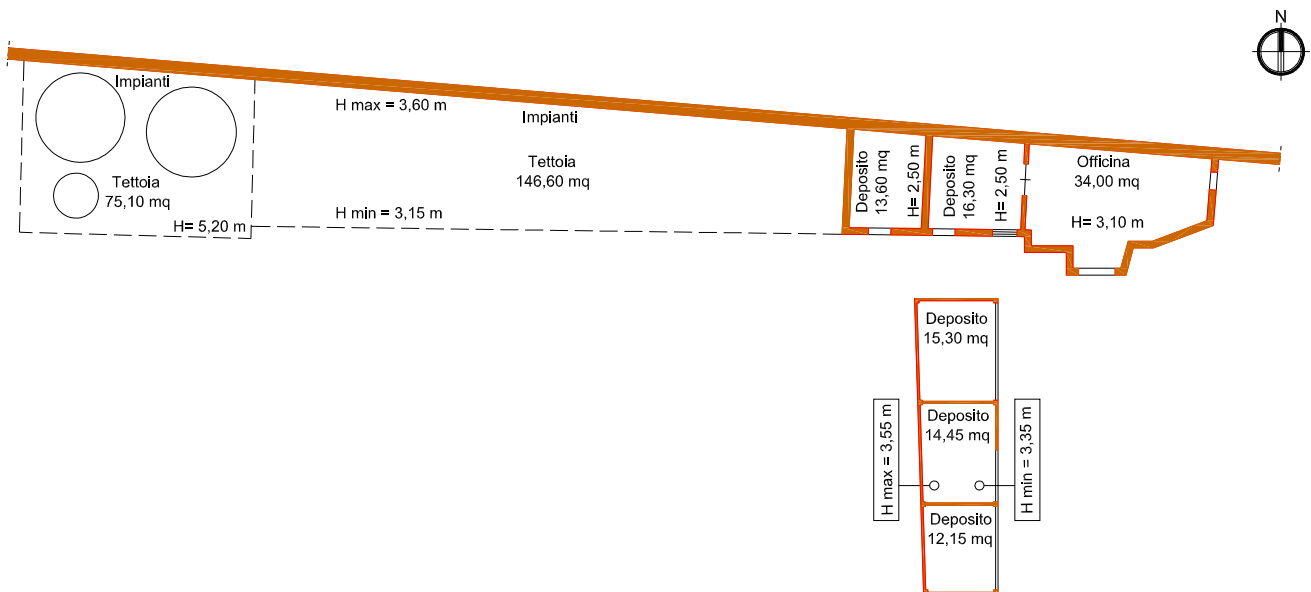 N
Impianti
Tettoia
75,10 mq
H= 5,20 m
H max = 3,60 m
Impianti
Tettoia
146,60 mq
H min = 3,15 m
Deposito
13,60 mq
H= 2,50 m
Deposito
16,30 mq
H= 2,50 m
Officina
34,00 mq
H= 3,10 m
Deposito
15,30 mq
Deposito
14,45 mq
H max = 3,55 m
H min = 3,35 m
Deposito
12,15 mq